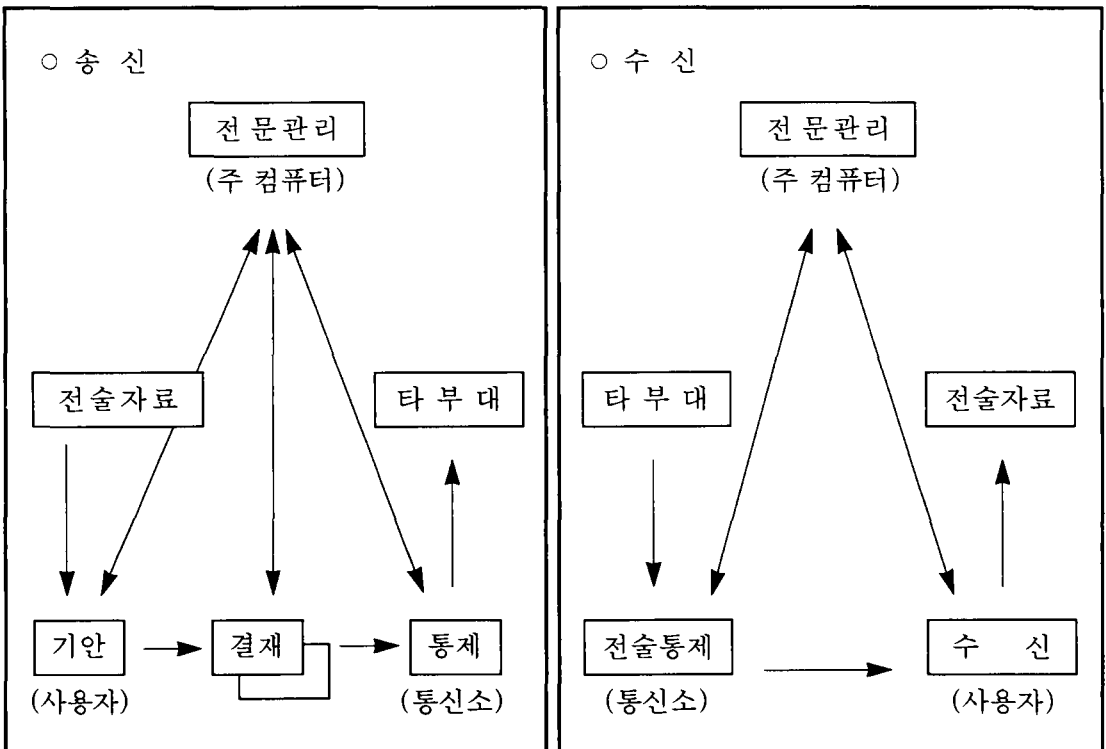 ○ 송 신
전 문 관 리
(주 컴퓨터)
전술자료
타 부 대
기안
결재
통제
(사용자)
(통신소)
○ 수 신
전 문 관 리
(주 컴퓨터)
타 부 대
전술자료
전술통제
수 신
(통신소)
(사용자)